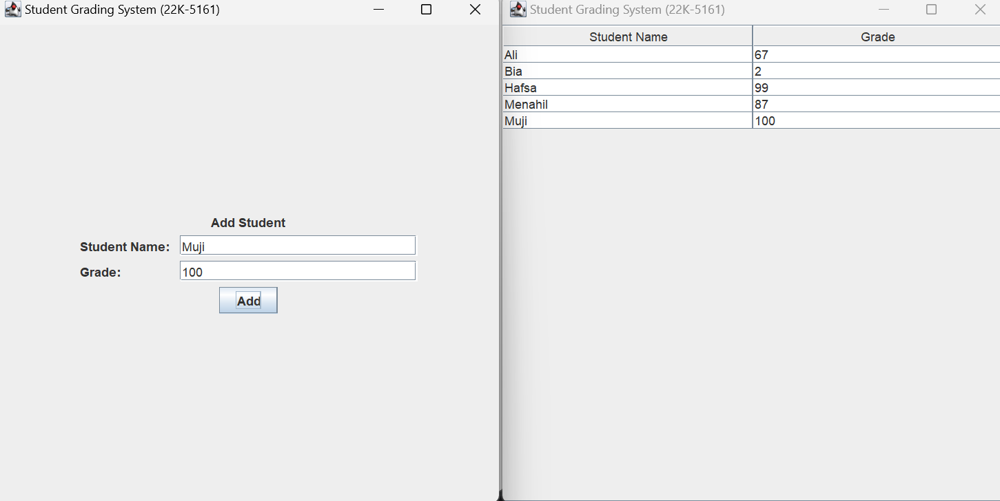 Student Grading System (22K-5161)
Add Student
Student Name: Muji
Grade: 100
Add
Student Grading System (22K-5161)
Student Name Grade
Ali 67
Bia 2
Hafsa 99
Menahil 87
Muji 100